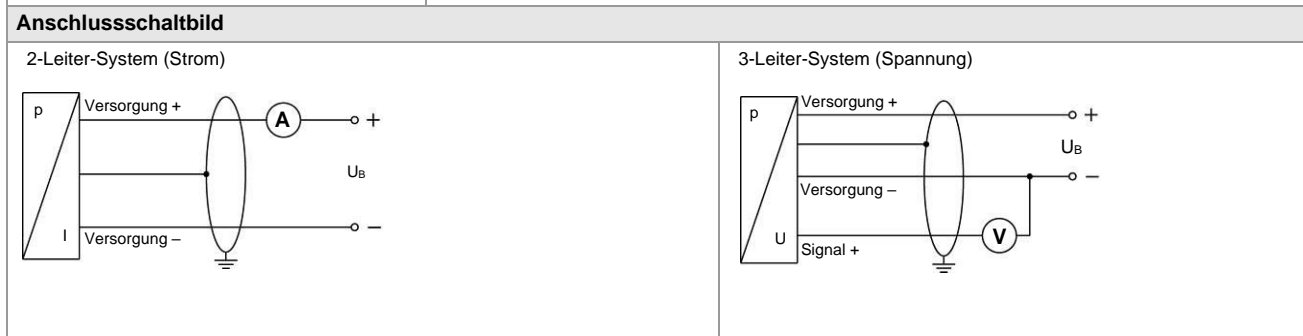 Anschlussschaltbild
2-Leiter-System (Strom)
p
Versorgung +
A
+
UB
I
Versorgung –
–
3-Leiter-System (Spannung)
p
Versorgung +
+
UB
–
Versorgung –
U
V
Signal +